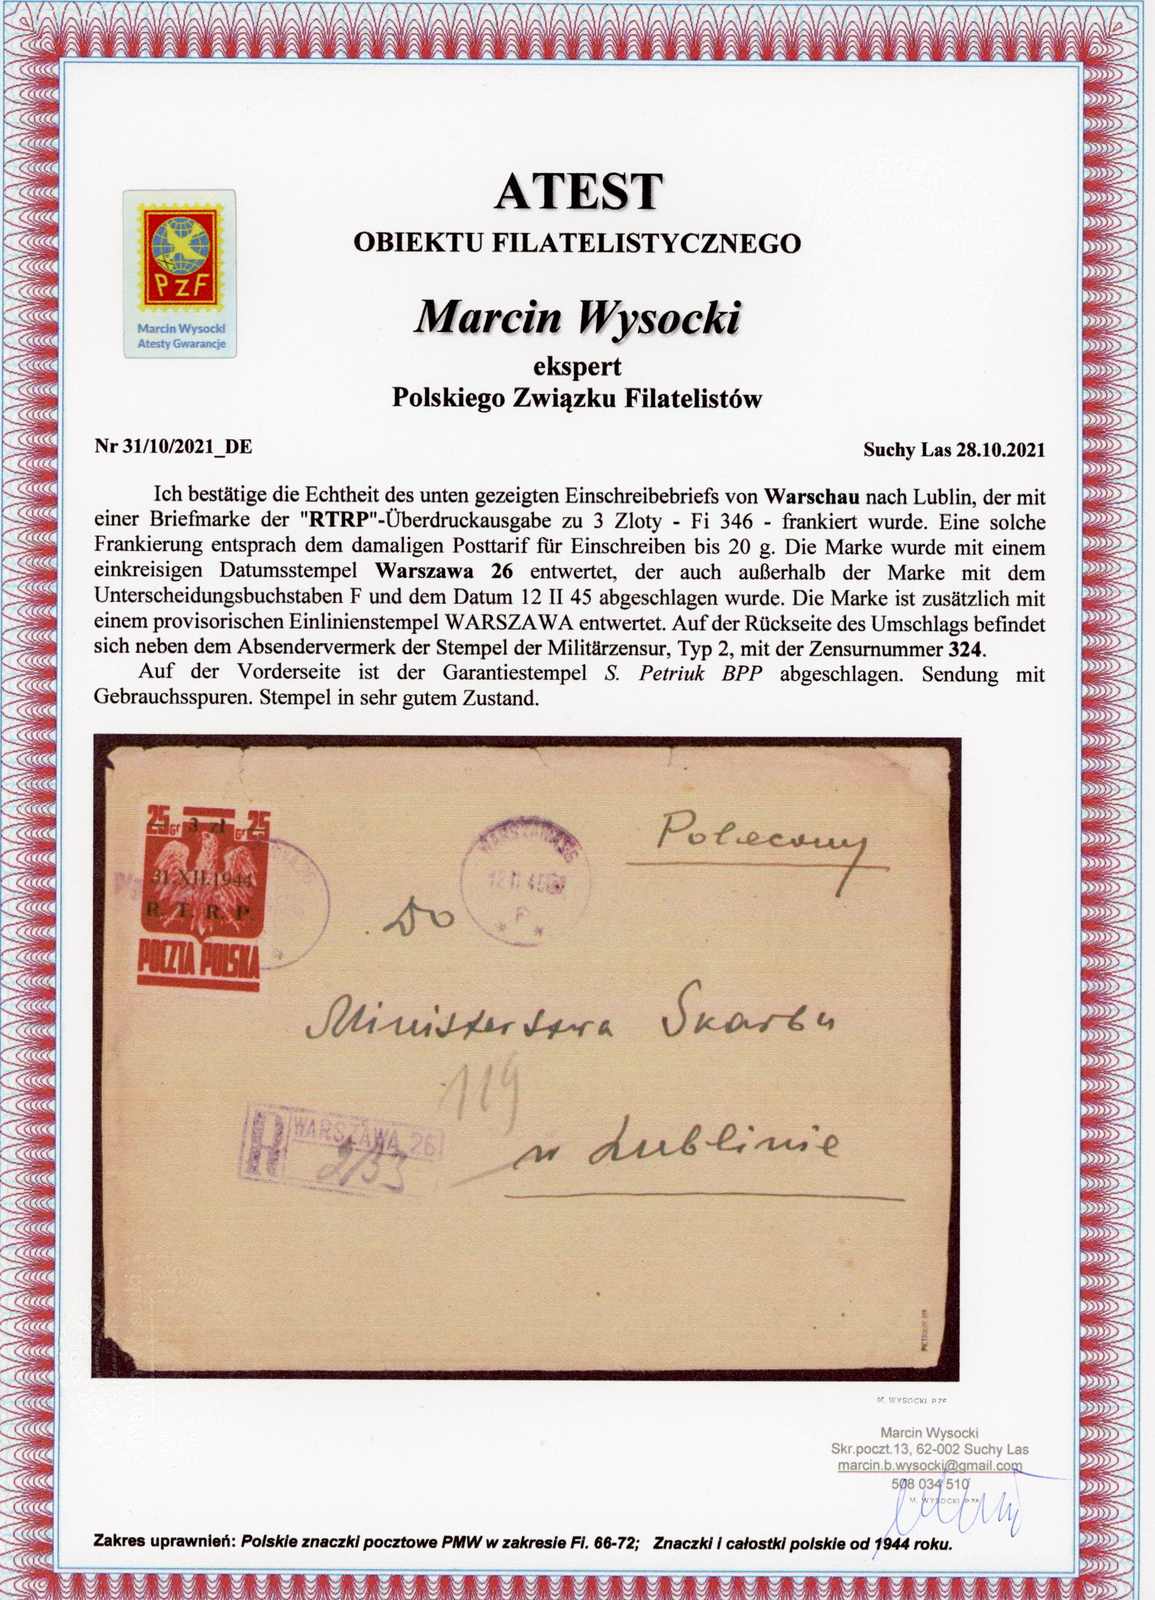 ATEST
OBIEKTU FILATELISTYCZNEGO
PZF
Marcin Wysocki
Atesty Gwarancje
Marcin Wysocki
ekspert
Polskiego Związku Filatelistów
Nr 31/10/2021_DE
Suchy Las 28.10.2021
Ich bestätige die Echtheit des unten gezeigten Einschreibebriefs von Warschau nach Lublin, der mit
einer Briefmarke der "RTRP"-Überdruckausgabe zu 3 Zloty - Fi 346 - frankiert wurde. Eine solche
Frankierung entsprach dem damaligen Posttarif für Einschreiben bis 20 g. Die Marke wurde mit einem
einkreisigen Datumsstempel Warszawa 26 entwertet, der auch außerhalb der Marke mit dem
Unterscheidungsbuchstaben F und dem Datum 12 II 45 abgeschlagen wurde. Die Marke ist zusätzlich mit
einem provisorischen Einlinienstempel WARSZAWA entwertet. Auf der Rückseite des Umschlags befindet
sich neben dem Absendervermerk der Stempel der Militärzensur, Typ 2, mit der Zensurnummer 324.
Auf der Vorderseite ist der Garantiestempel S. Petriuk BPP abgeschlagen. Sendung mit
Gebrauchsspuren. Stempel in sehr gutem Zustand.
25 Gr 3 zł Gr 25
31.XII.1944
R. T. R. P.
POCZTA POLSKA
WARSZAWA 26
12 II 45
F
Polecony
Do
Ministerstwa Skarbu
119
R WARSZAWA 26
2153
w Lublinie
M. WYSOCKI PZF
Marcin Wysocki
Skr.poczt.13, 62-002 Suchy Las
marcin.b.wysocki@gmail.com
508 034 510
M. WYSOCKI PZF
Zakres uprawnień: Polskie znaczki pocztowe PMW w zakresie Fi. 66-72; Znaczki i całostki polskie od 1944 roku.